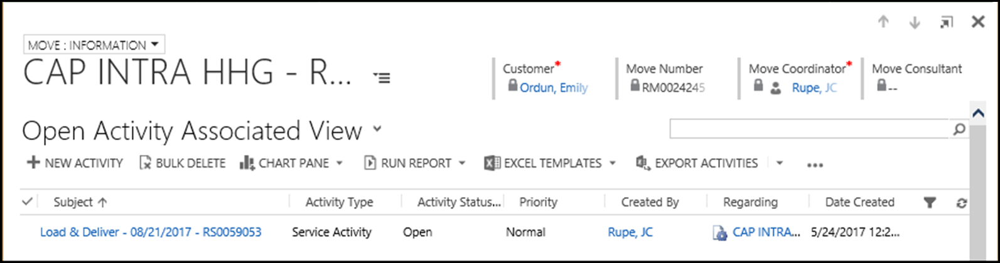 MOVE : INFORMATION
CAP INTRA HHG - R...
Customer* Move Number Move Coordinator* Move Consultant
Ordun, Emily RM0024245 Rupe, JC --
Open Activity Associated View
NEW ACTIVITY BULK DELETE CHART PANE RUN REPORT EXCEL TEMPLATES EXPORT ACTIVITIES ...
Subject Activity Type Activity Status... Priority Created By Regarding Date Created
Load & Deliver - 08/21/2017 - RS0059053 Service Activity Open Normal Rupe, JC CAP INTRA... 5/24/2017 12:2...